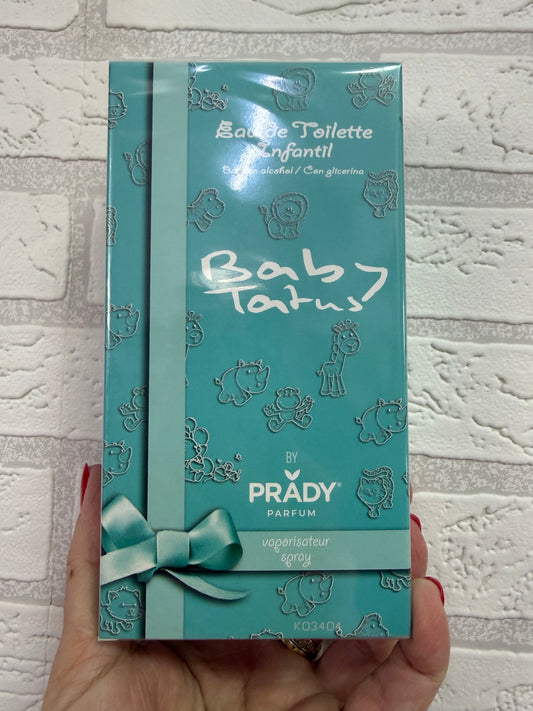 Eau de Toilette
Infantil
Bajo en alcohol / Con glicerina
Baby
Tatus
BY
PRADY®
PARFUM
vaporisateur
spray
K03404